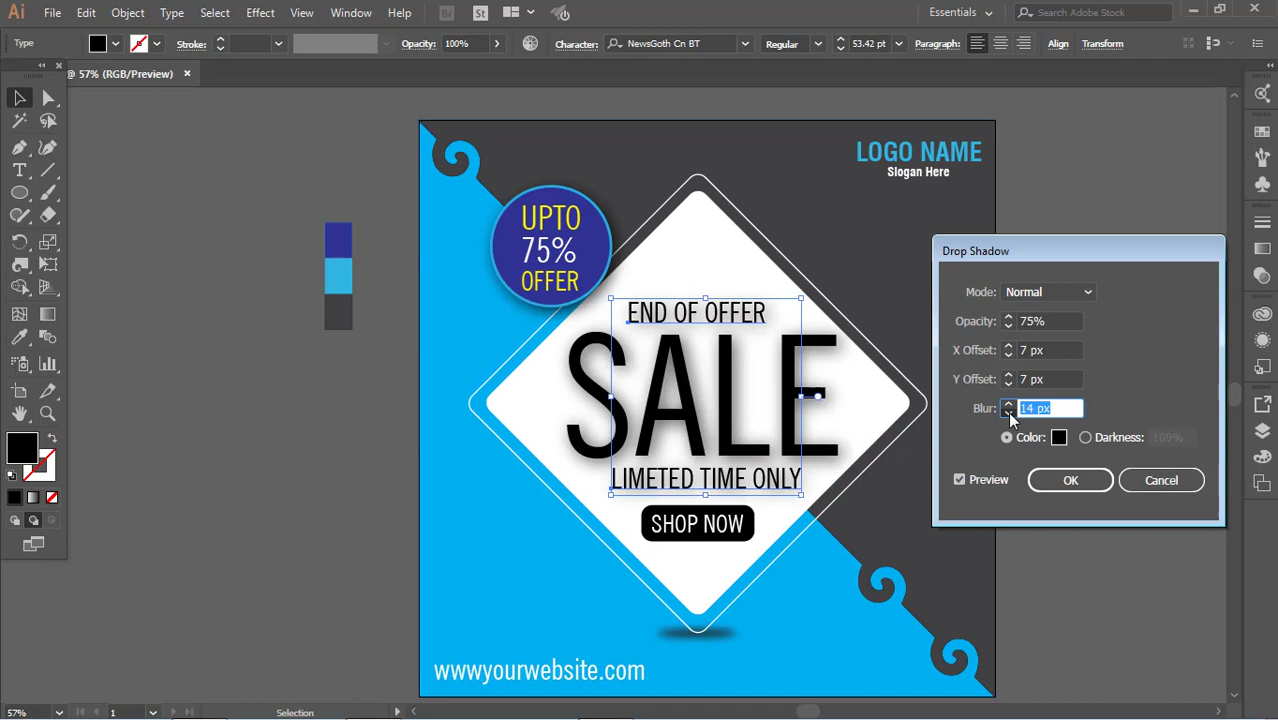 Ai File Edit Object Type Select Effect View Window Help Br St Essentials Search Adobe Stock
Type Stroke: Opacity: 100% Character: NewsGoth Cn BT Regular 53.42 pt Paragraph: Align Transform
@ 57% (RGB/Preview)
LOGO NAME
Slogan Here
UPTO
75%
OFFER
END OF OFFER
SALE
LIMETED TIME ONLY
SHOP NOW
wwwyourwebsite.com
Drop Shadow
Mode: Normal
Opacity: 75%
X Offset: 7 px
Y Offset: 7 px
Blur: 14 px
Color: Darkness: 100%
Preview OK Cancel
57% 1 Selection